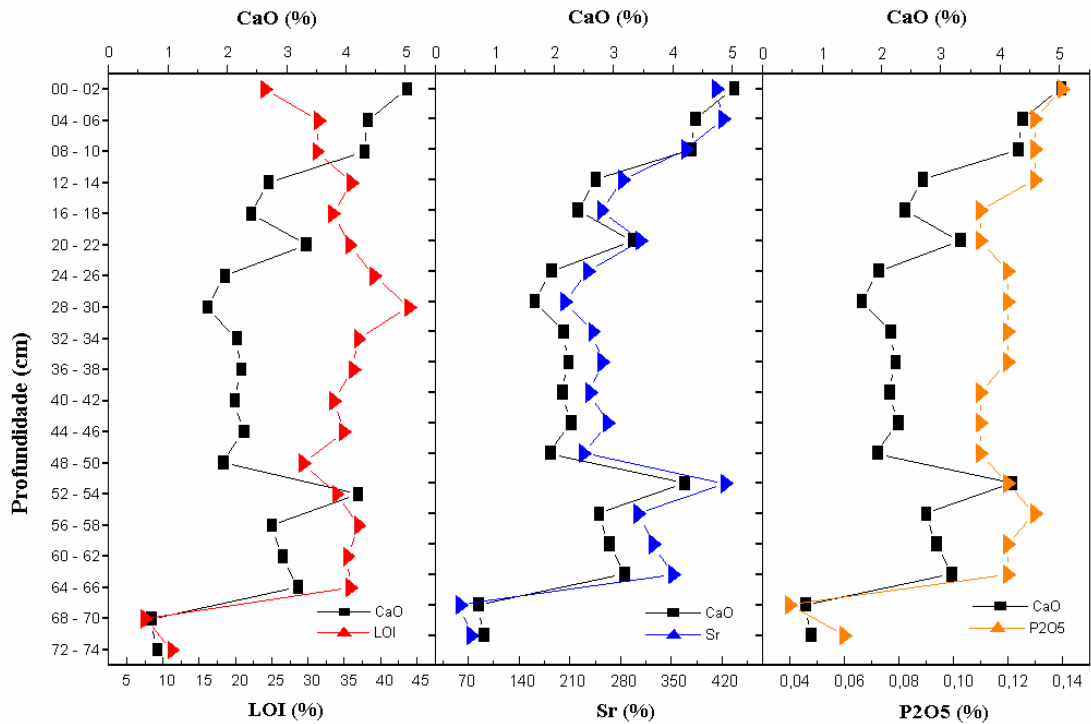 CaO (%) CaO (%) CaO (%)
0 1 2 3 4 5 0 1 2 3 4 5 0 1 2 3 4 5
Profundidade (cm)
00 - 02
04 - 06
08 - 10
12 - 14
16 - 18
20 - 22
24 - 26
28 - 30
32 - 34
36 - 38
40 - 42
44 - 46
48 - 50
52 - 54
56 - 58
60 - 62
64 - 66
68 - 70
72 - 74
CaO CaO CaO
LOI Sr P2O5
5 10 15 20 25 30 35 40 45 70 140 210 280 350 420 0,04 0,06 0,08 0,10 0,12 0,14
LOI (%) Sr (%) P2O5 (%)